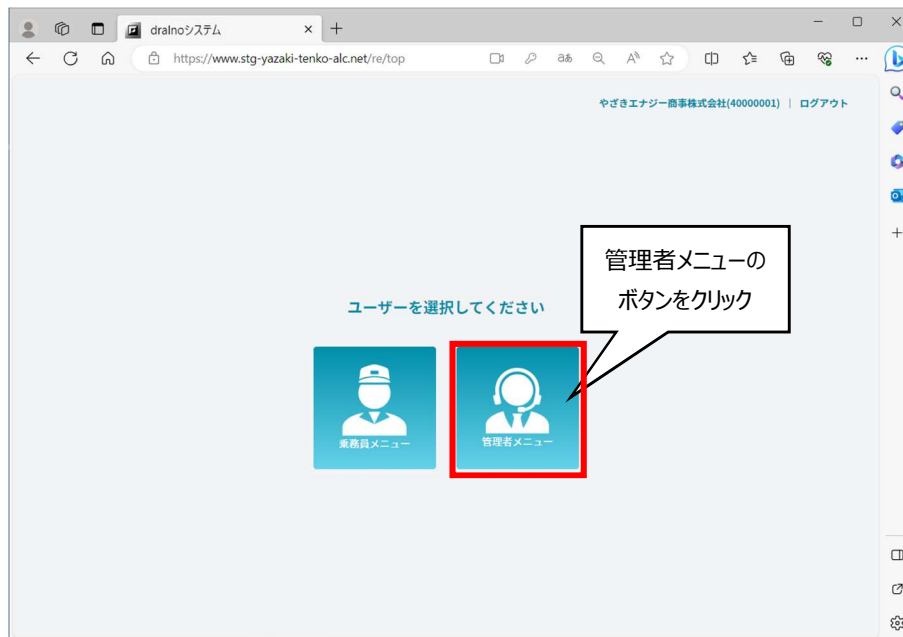 dralnoシステム
https://www.stg-yazaki-tenko-alc.net/re/top
やざきエナジー商事株式会社(40000001) | ログアウト
管理者メニューの
ボタンをクリック
ユーザーを選択してください
乗務員メニュー
管理者メニュー